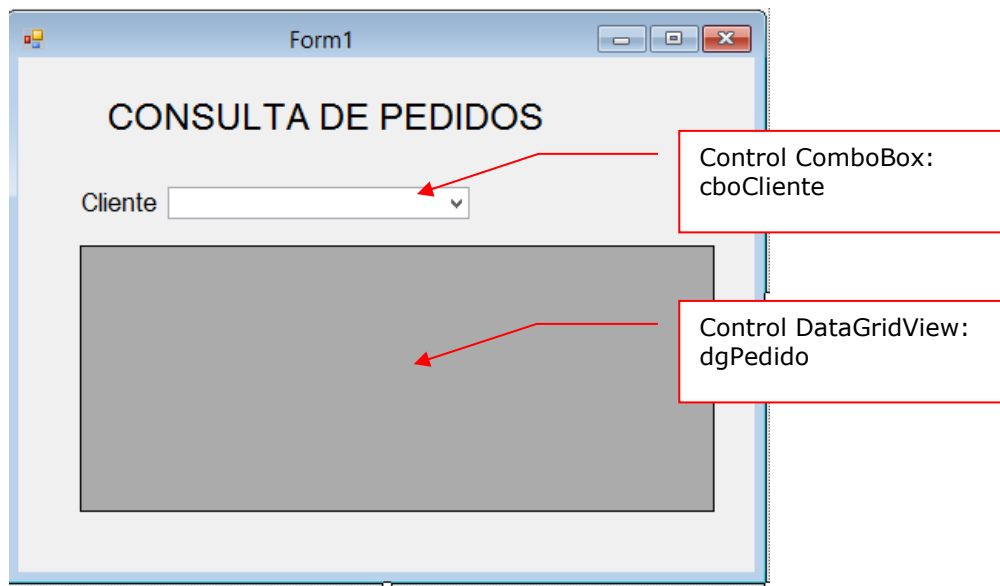 Form1
CONSULTA DE PEDIDOS
Control ComboBox:
cboCliente
Cliente
Control DataGridView:
dgPedido